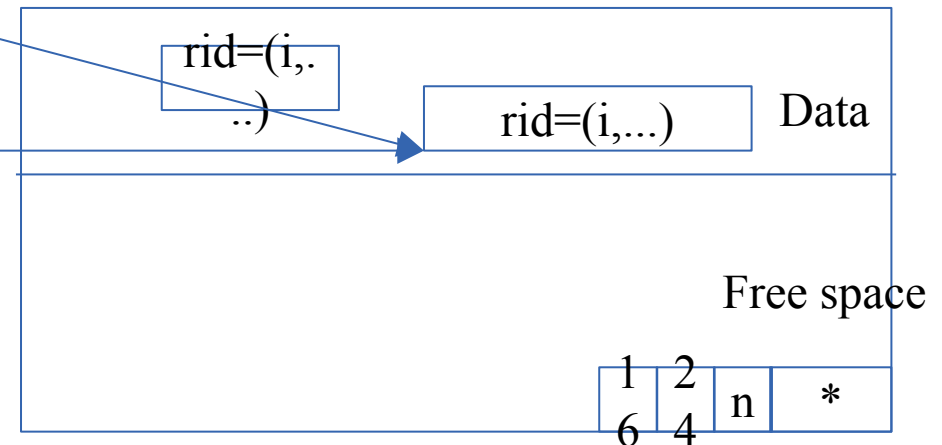 rid=(i,.
..)
rid=(i,...)
Data
Free space
1
6
2
4
n
*